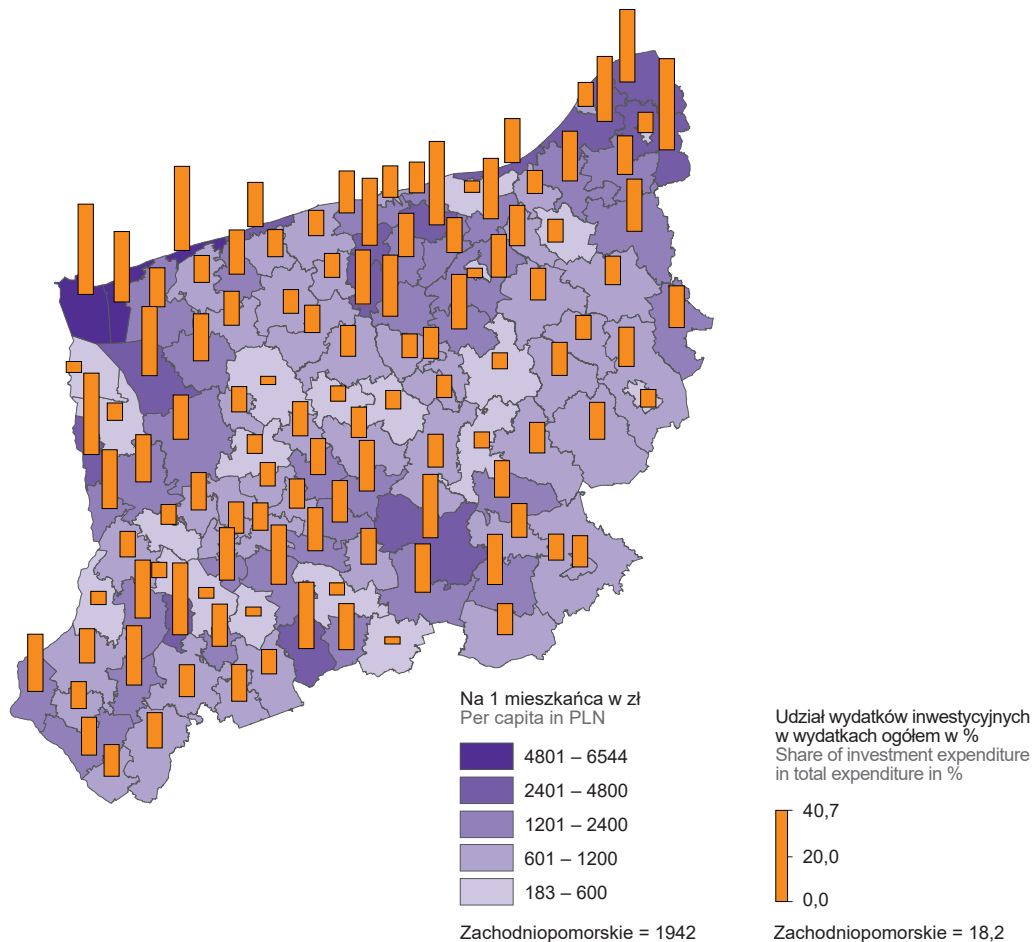 Na 1 mieszkańca w zł
Per capita in PLN
4801 – 6544
2401 – 4800
1201 – 2400
601 – 1200
183 – 600
Zachodniopomorskie = 1942
Udział wydatków inwestycyjnych
w wydatkach ogółem w %
Share of investment expenditure
in total expenditure in %
40,7
20,0
0,0
Zachodniopomorskie = 18,2